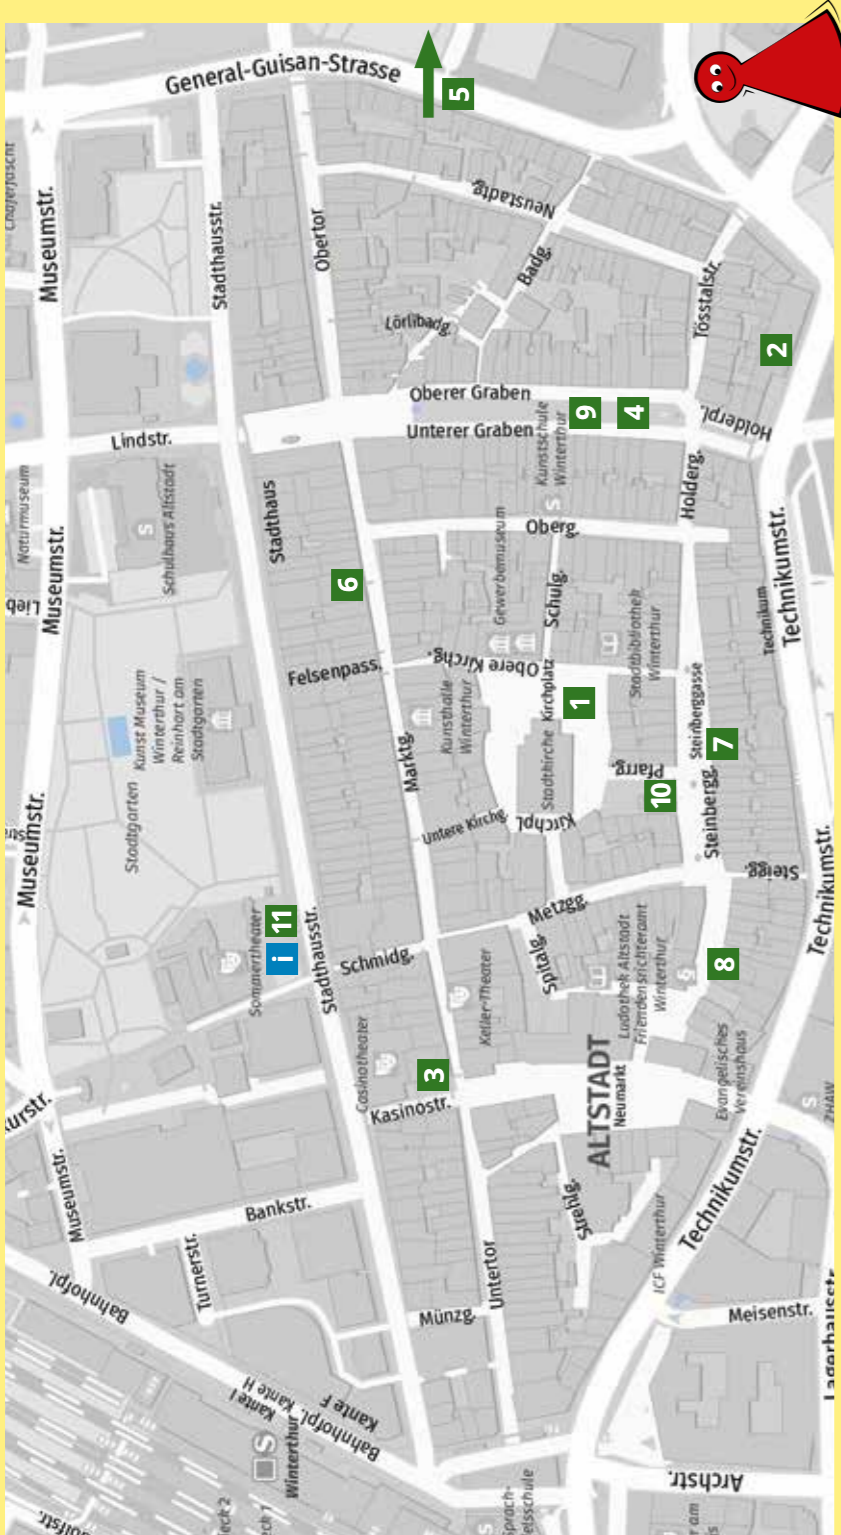 General-Guisan-Strasse
5
Museumstr.
Stadthausstr.
Obertor
Neustadtg.
Badg.
Lörlibadg.
Tösstalstr.
2
Oberer Graben
Unterer Graben
9
4
Holderpl.
Lindstr.
Kunstschule
Winterthur
Holderg.
Naturmuseum
Museumstr.
Schulhaus Altstadt
Stadthaus
6
Oberg.
Gewerbemuseum
Schulg.
Stadtbibliothek
Winterthur
Technikum
Technikumstr.
Felsenpass.
Obere Kirchg.
Kunst Museum
Winterthur /
Reinhart am
Stadtgarten
Stadtgarten
Kunsthalle
Winterthur
Marktg.
Kirchplatz
1
Stadtkirche
Steinberggasse
7
Pfarrg.
10
Steinbergg.
Untere Kirchg.
Kirchpl.
Museumstr.
Steigg.
Technikumstr.
Metzgg.
Sommertheater
11
i
Stadthausstr.
Schmidg.
Spitalg.
Keller-Theater
Ludothek Altstadt
Friedensrichteramt
Winterthur
8
Casinotheater
3
Kasinostr.
ALTSTADT
Neumarkt
Evangelisches
Vereinshaus
ZHAW
Museumstr.
Bankstr.
Turnerstr.
Strehlg.
Technikumstr.
ICF Winterthur
Untertor
Münzg.
Meisenstr.
Bahnhofpl.
Kante H
Kante I
Kante F
Bahnhofpl.
Winterthur
Archstr.